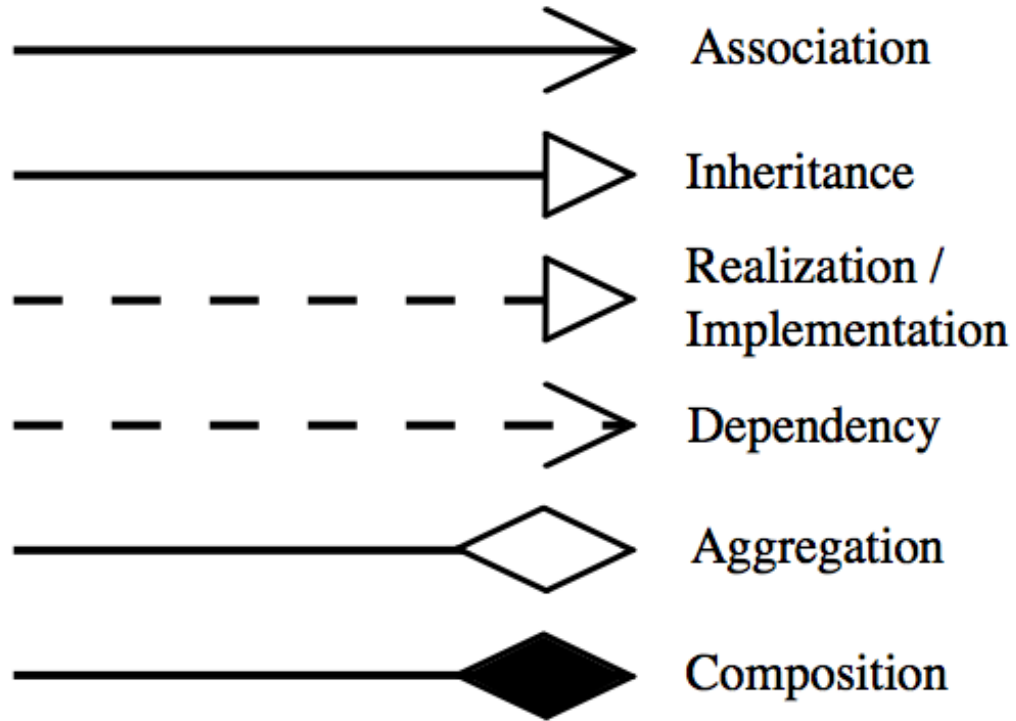 Association
Inheritance
Realization /
Implementation
Dependency
Aggregation
Composition